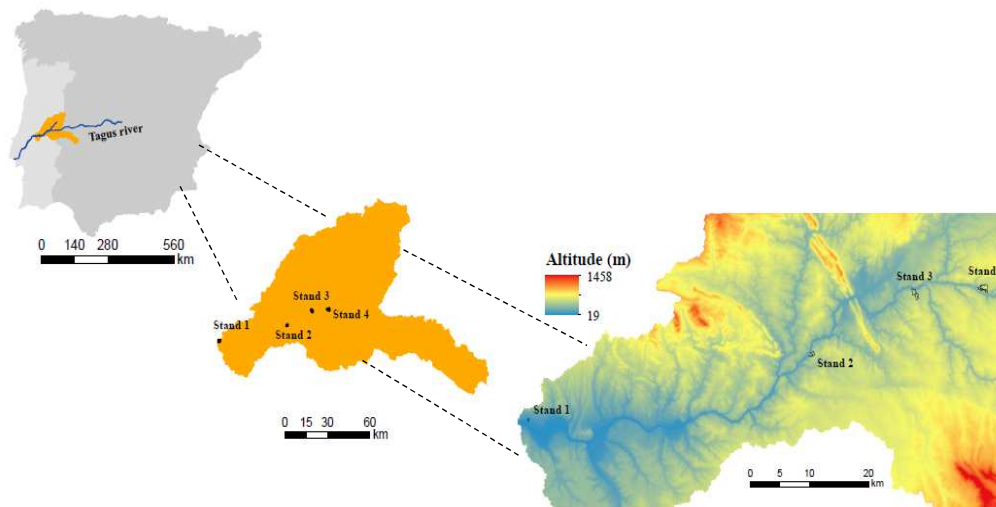 Tagus river
0 140 280 560
km
Stand 3
Stand 4
Stand 1
Stand 2
0 15 30 60
km
Altitude (m)
1458
19
Stand 3
Stand
Stand 2
Stand 1
0 5 10 20
km